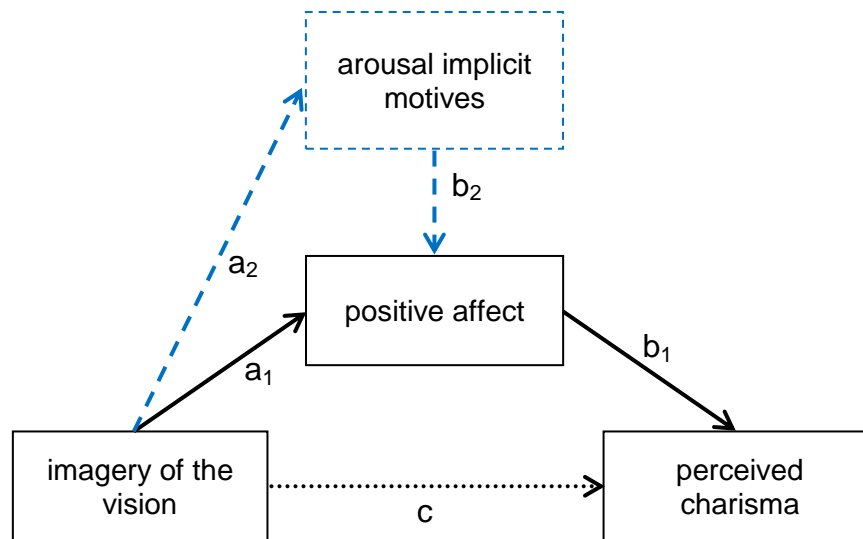 arousal implicit
motives
b₂
a₂
positive affect
a₁
b₁
imagery of the
vision
c
perceived
charisma